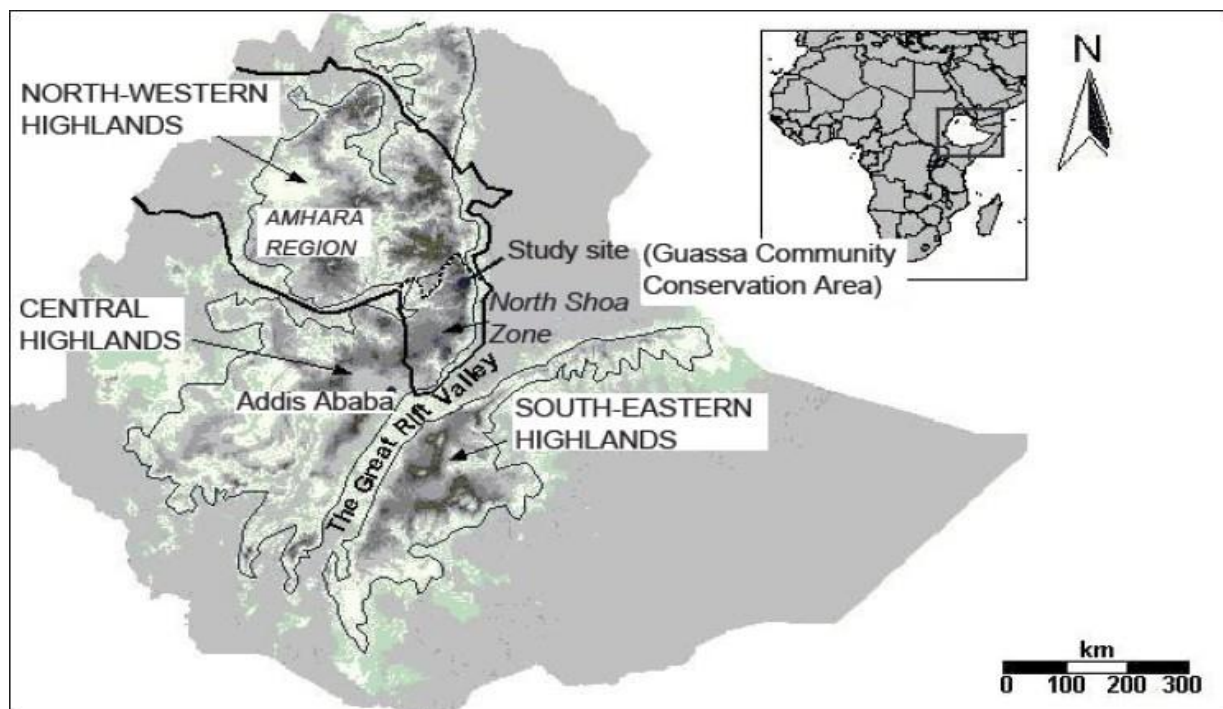 NORTH-WESTERN
HIGHLANDS
N
AMHARA
REGION
Study site
(Guassa Community
Conservation Area)
CENTRAL
HIGHLANDS
North Shoa
Zone
Addis Ababa
The Great Rift Valley
SOUTH-EASTERN
HIGHLANDS
km
0 100 200 300